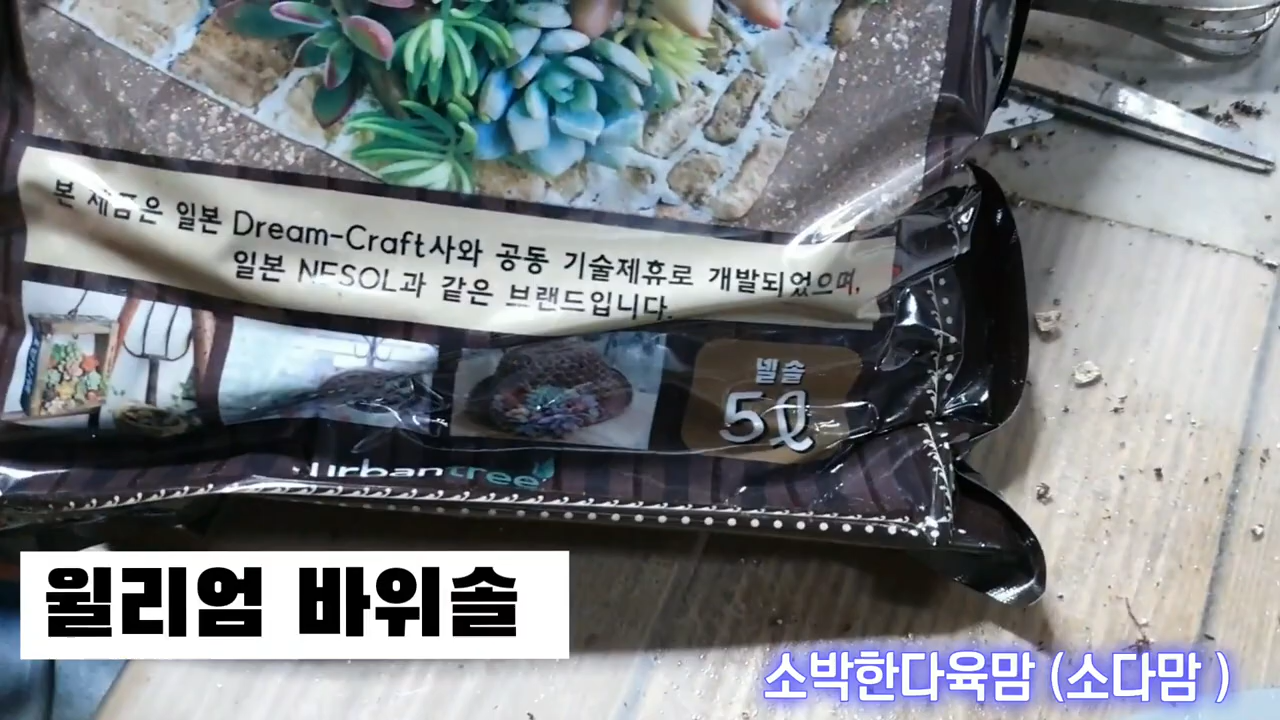 본 제품은 일본 Dream-Craft사와 공동 기술제휴로 개발되었으며,
일본 NESOL과 같은 브랜드입니다.
넬솔
5ℓ
urbantree
윌리엄 바위솔
소박한다육맘 (소다맘 )